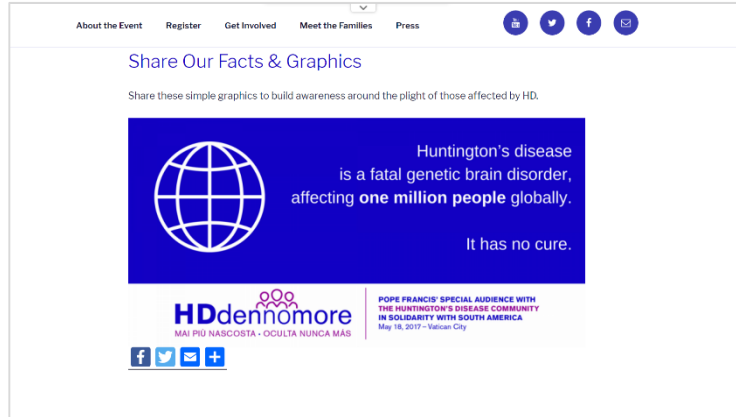 About the Event Register Get Involved Meet the Families Press
Share Our Facts & Graphics
Share these simple graphics to build awareness around the plight of those affected by HD.
Huntington's disease
is a fatal genetic brain disorder,
affecting one million people globally.
It has no cure.
HDdennomore
MAI PIÙ NASCOSTA • OCULTA NUNCA MÁS
POPE FRANCIS' SPECIAL AUDIENCE WITH
THE HUNTINGTON'S DISEASE COMMUNITY
IN SOLIDARITY WITH SOUTH AMERICA
May 18, 2017 – Vatican City